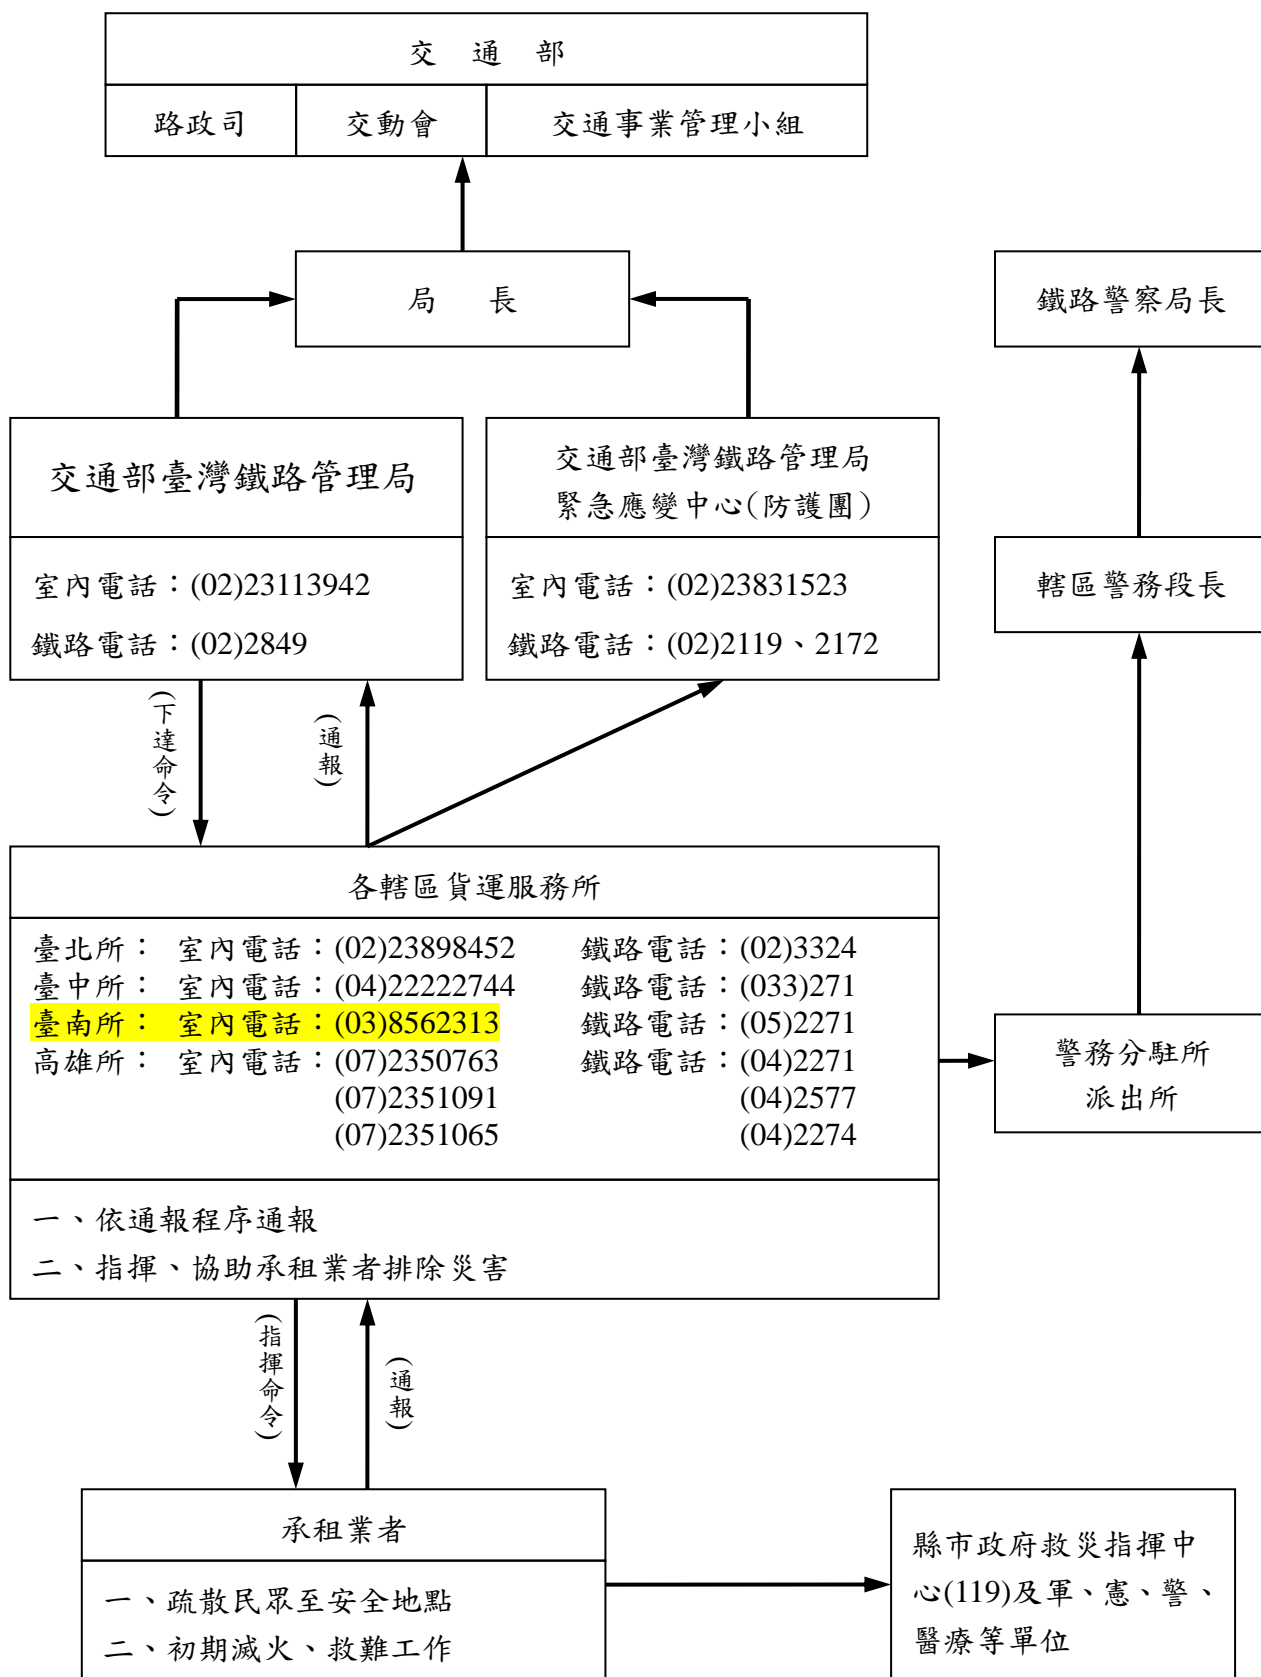 交通部
路政司 交動會 交通事業管理小組
局長
鐵路警察局長
交通部臺灣鐵路管理局
室內電話：(02)23113942
鐵路電話：(02)2849
交通部臺灣鐵路管理局
緊急應變中心(防護團)
室內電話：(02)23831523
鐵路電話：(02)2119、2172
轄區警務段長
(下達命令)
(通報)
各轄區貨運服務所
臺北所： 室內電話：(02)23898452 鐵路電話：(02)3324
臺中所： 室內電話：(04)22222744 鐵路電話：(033)271
臺南所： 室內電話：(03)8562313 鐵路電話：(05)2271
高雄所： 室內電話：(07)2350763 鐵路電話：(04)2271
(07)2351091 (04)2577
(07)2351065 (04)2274
一、依通報程序通報
二、指揮、協助承租業者排除災害
警務分駐所
派出所
(指揮命令)
(通報)
承租業者
一、疏散民眾至安全地點
二、初期滅火、救難工作
縣市政府救災指揮中
心(119)及軍、憲、警、
醫療等單位